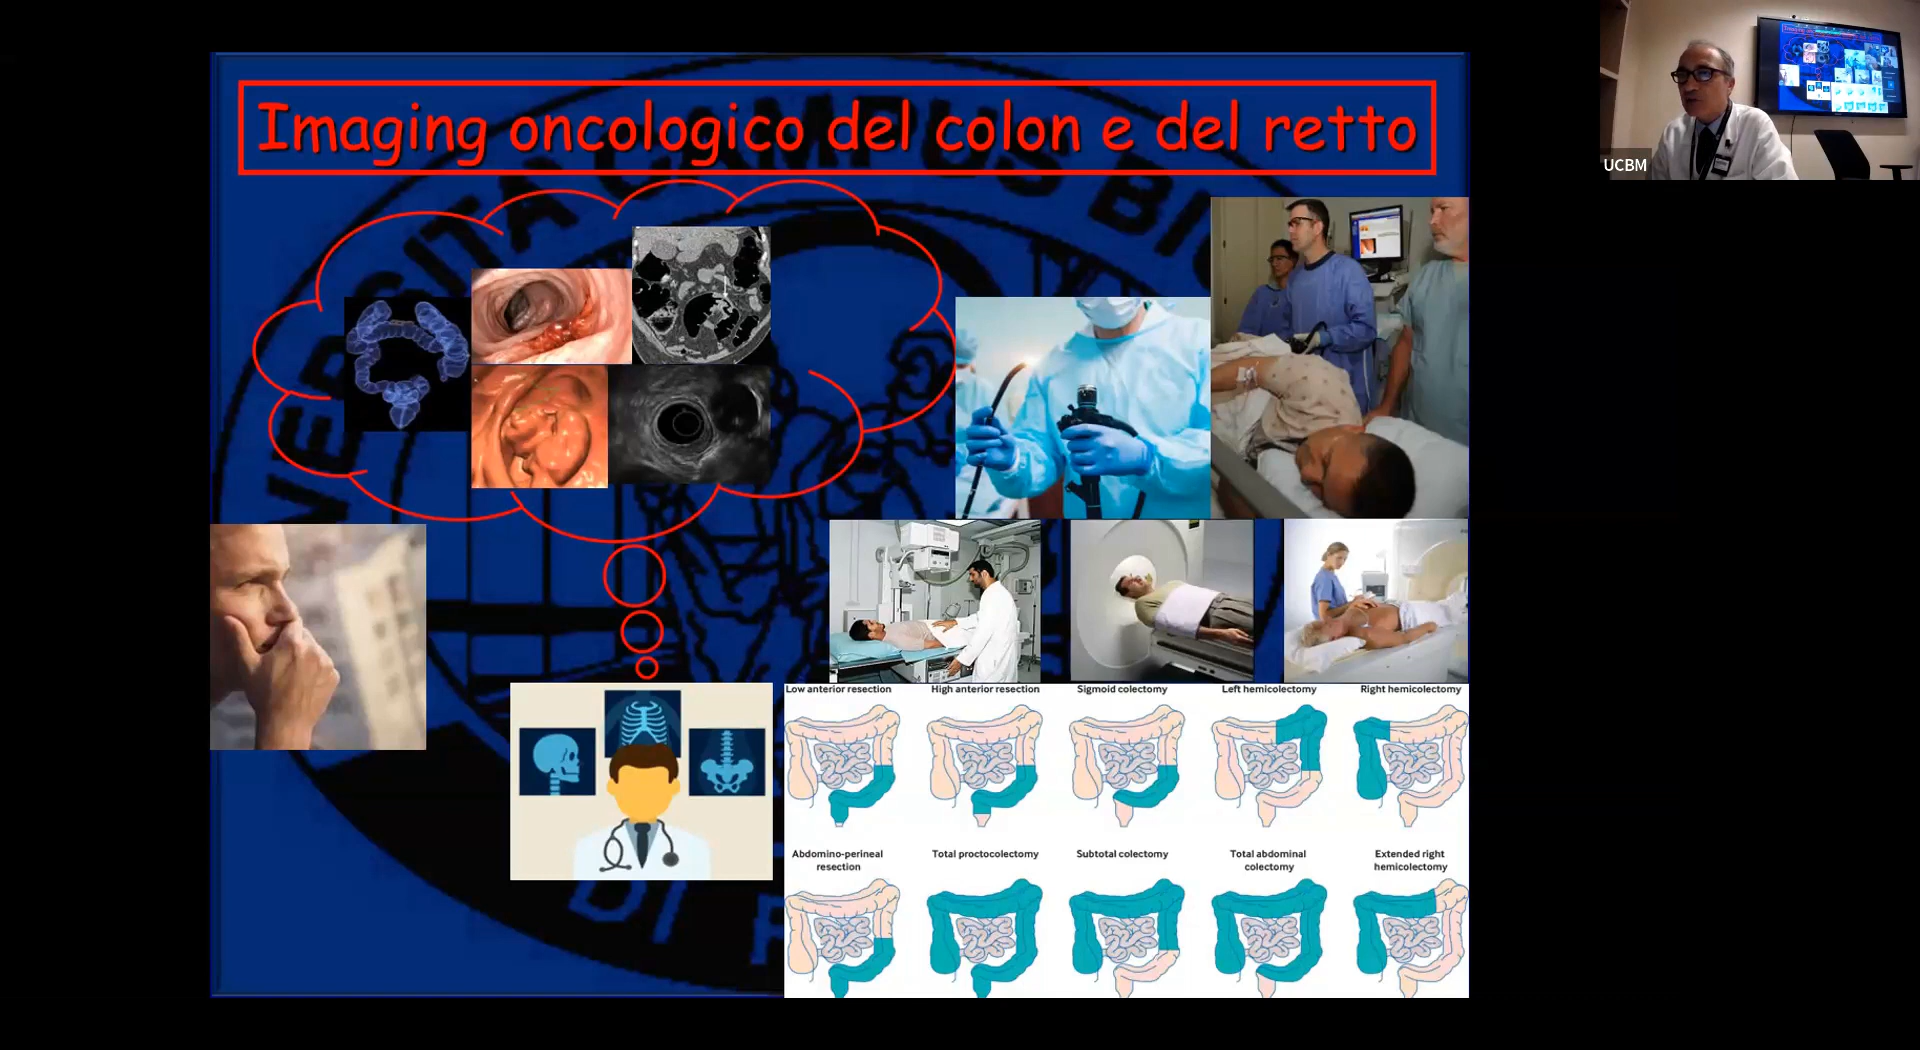 Imaging oncologico del colon e del retto
UCBM
Low anterior resection
High anterior resection
Sigmoid colectomy
Left hemicolectomy
Right hemicolectomy
Abdomino-perineal
resection
Total proctocolectomy
Subtotal colectomy
Total abdominal
colectomy
Extended right
hemicolectomy